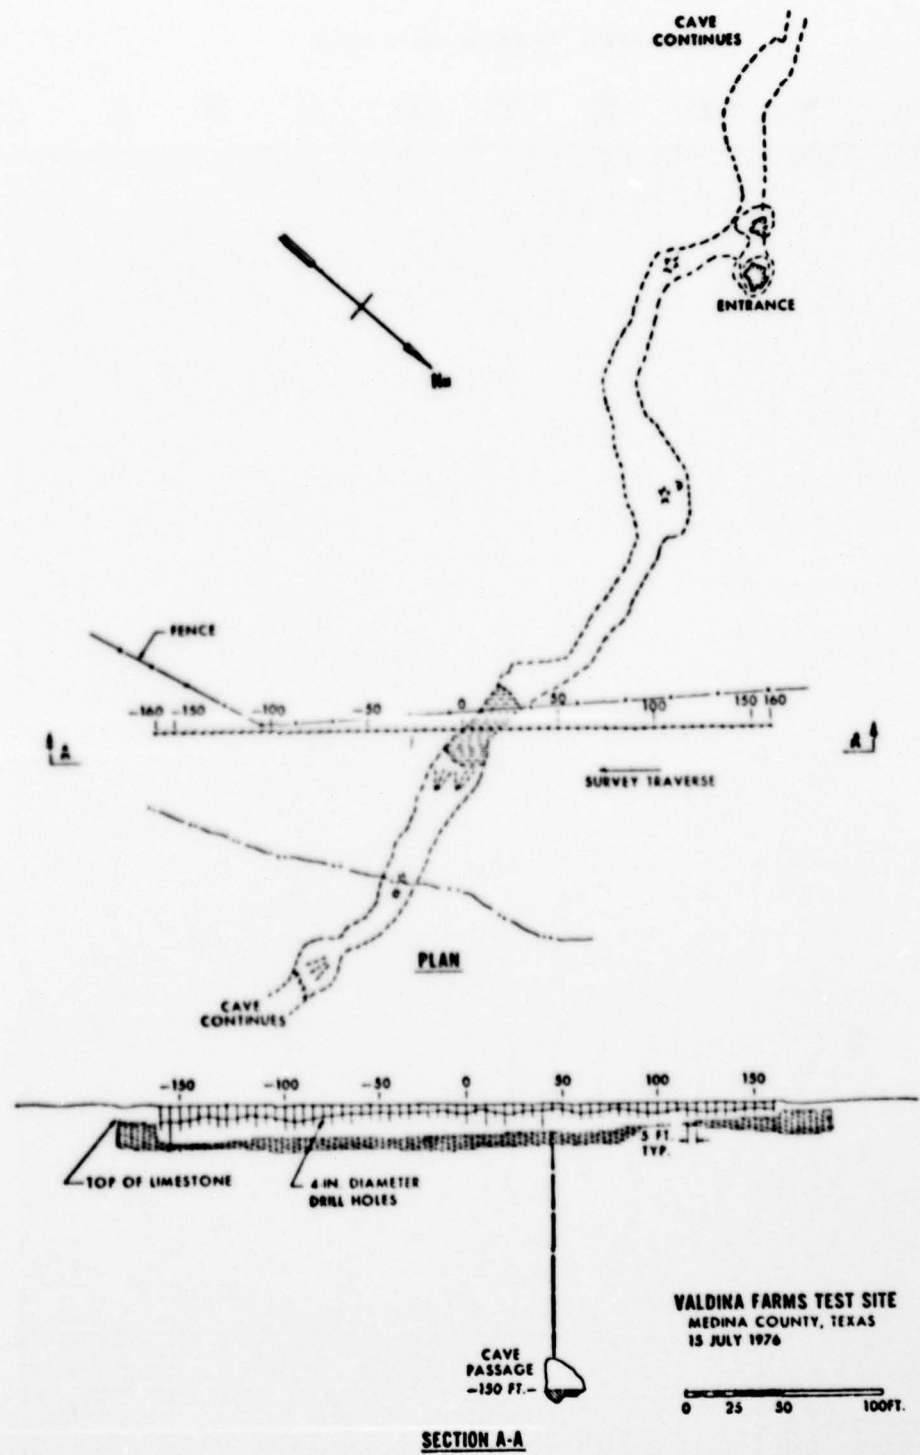 CAVE
CONTINUES
ENTRANCE
FENCE
-160 -150 -100 -50 0 50 100 150 160
A A
SURVEY TRAVERSE
PLAN
CAVE
CONTINUES
-150 -100 -50 0 50 100 150
5 FT.
TYP.
TOP OF LIMESTONE
4 IN. DIAMETER
DRILL HOLES
VALDINA FARMS TEST SITE
MEDINA COUNTY, TEXAS
15 JULY 1976
CAVE
PASSAGE
-150 FT.-
0 25 50 100FT.
SECTION A-A